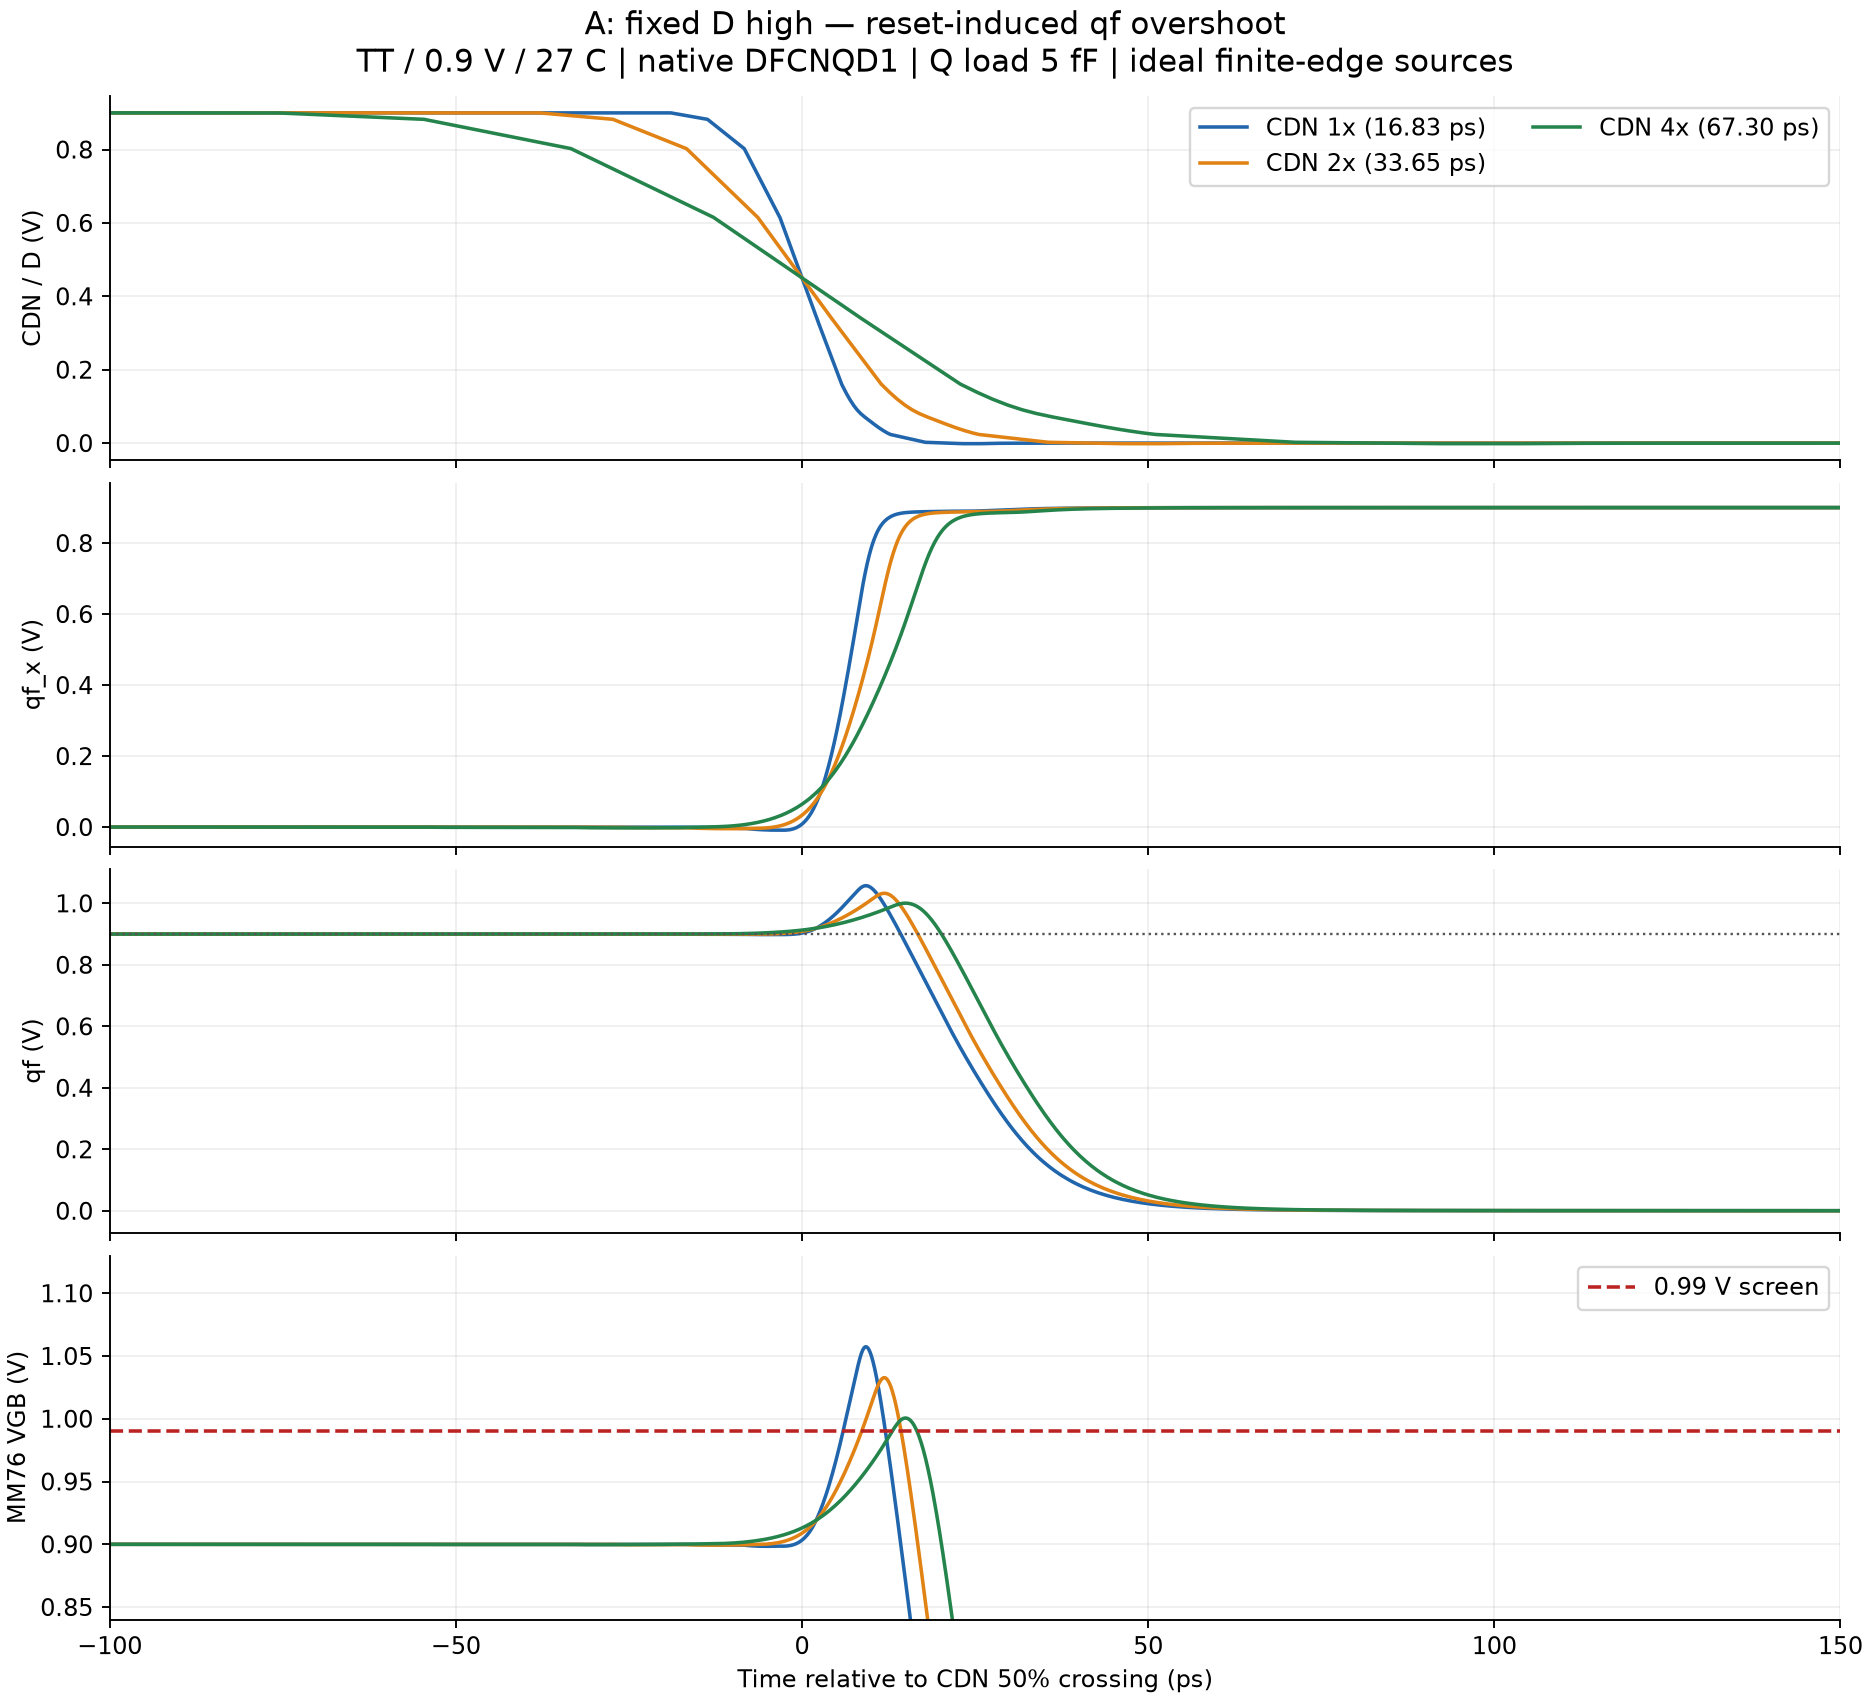 A: fixed D high — reset-induced qf overshoot
TT / 0.9 V / 27 C | native DFCNQD1 | Q load 5 fF | ideal finite-edge sources
CDN / D (V)
0.8
0.6
0.4
0.2
0.0
CDN 1x (16.83 ps)
CDN 2x (33.65 ps)
CDN 4x (67.30 ps)
qf_x (V)
0.8
0.6
0.4
0.2
0.0
qf (V)
1.0
0.8
0.6
0.4
0.2
0.0
MM76 VGB (V)
1.10
1.05
1.00
0.95
0.90
0.85
0.99 V screen
−100
−50
0
50
100
150
Time relative to CDN 50% crossing (ps)